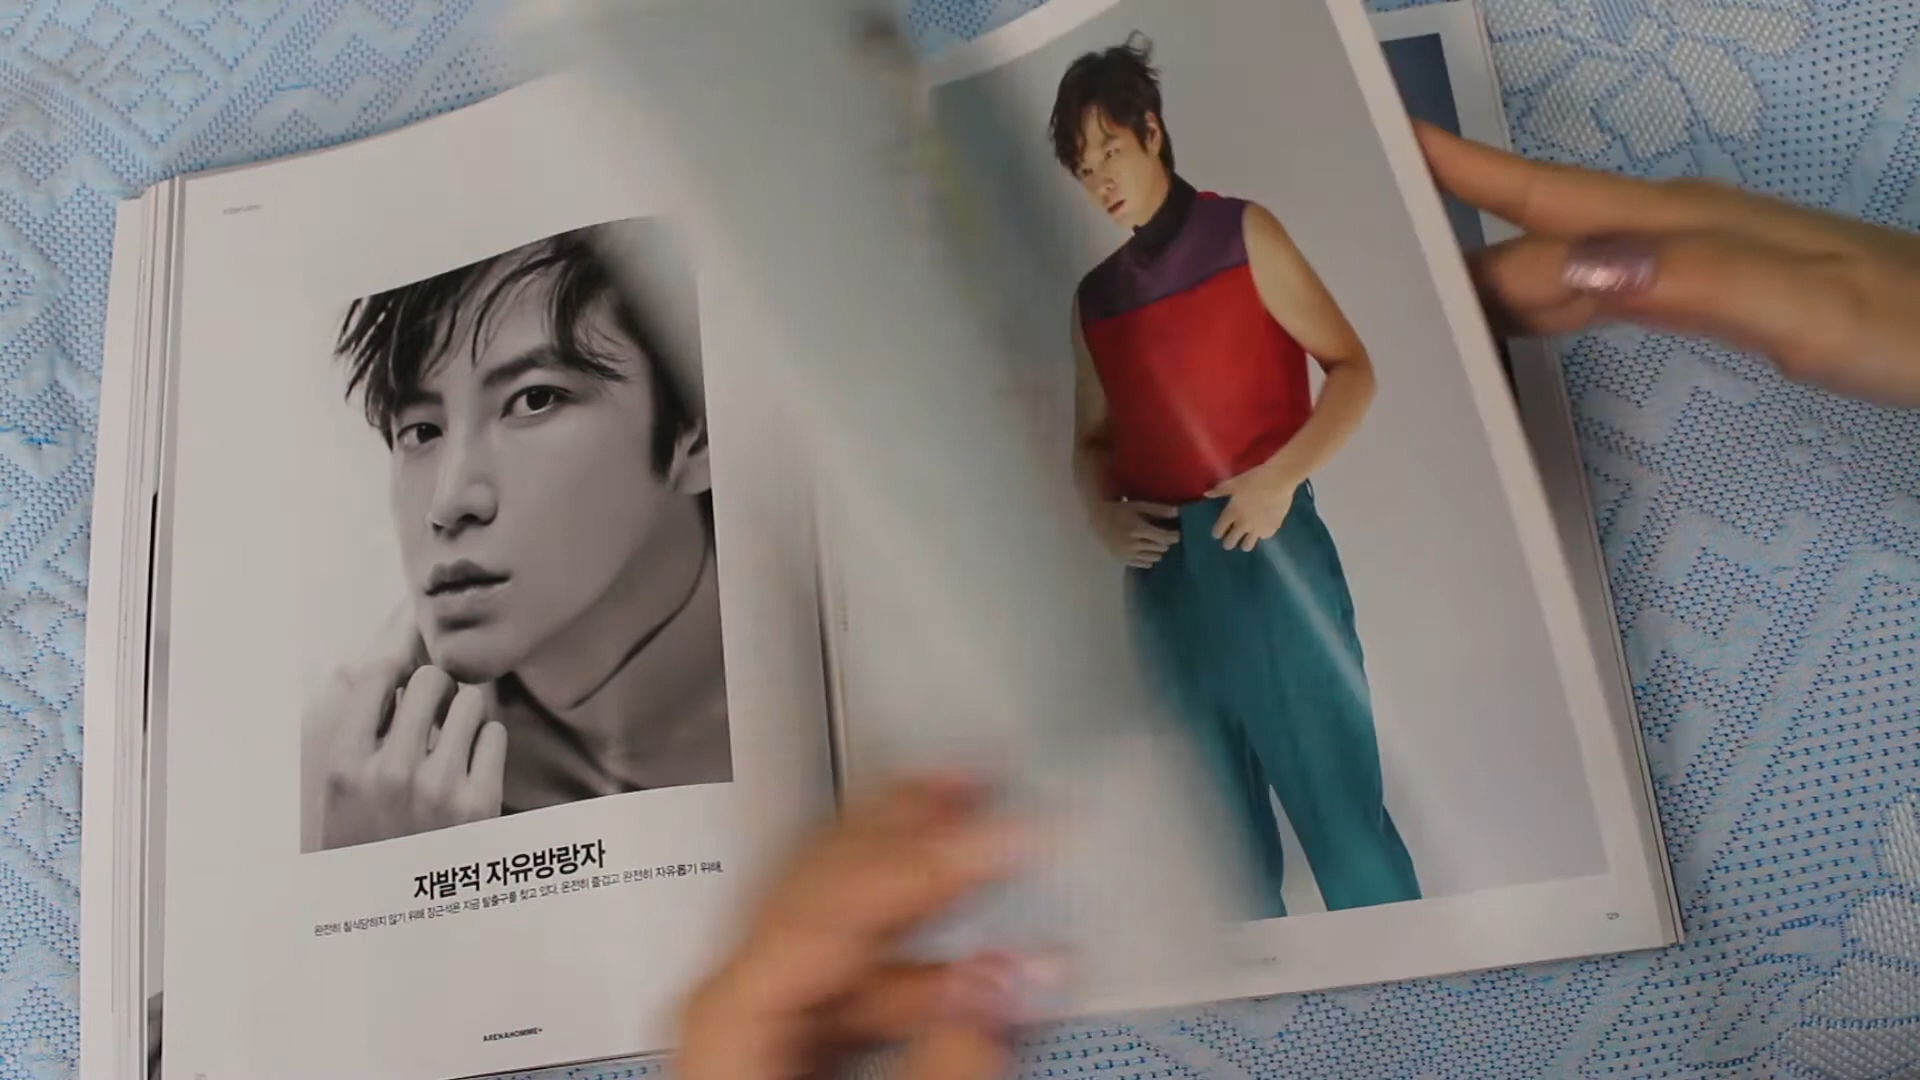 자발적 자유방랑자
완전히 잠식당하지 않기 위해 장근석은 지금 탈출구를 찾고 있다. 온전히 즐겁고 완전히 자유롭기 위해.
ARENAHOMME+
129